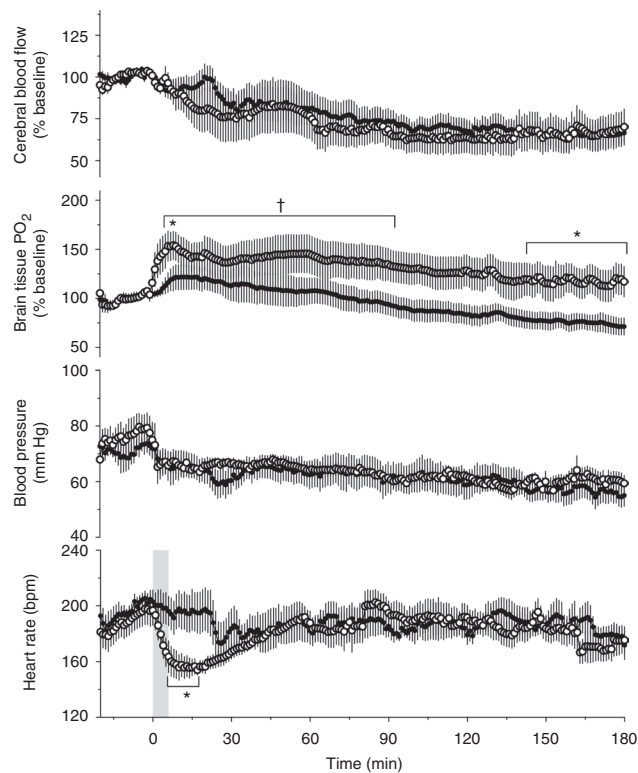 125
100
75
50
Cerebral blood flow
(% baseline)
200
150
100
50
Brain tissue PO2
(% baseline)
*
†
*
100
80
60
40
Blood pressure
(mm Hg)
240
200
160
120
Heart rate (bpm)
*
0 30 60 90 120 150 180
Time (min)